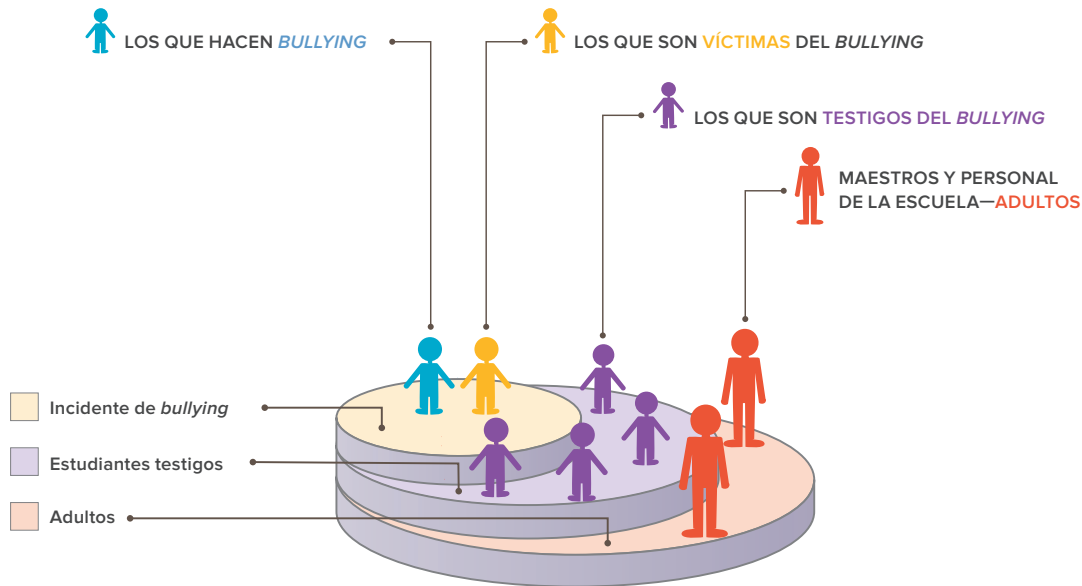 LOS QUE HACEN BULLYING
LOS QUE SON VÍCTIMAS DEL BULLYING
LOS QUE SON TESTIGOS DEL BULLYING
MAESTROS Y PERSONAL
DE LA ESCUELA—ADULTOS
Incidente de bullying
Estudiantes testigos
Adultos